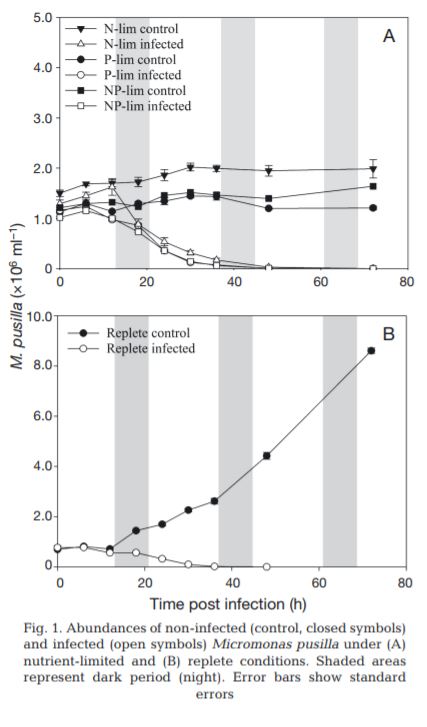 5.0
N-lim control
A
N-lim infected
P-lim control
4.0
P-lim infected
NP-lim control
NP-lim infected
3.0
2.0
1.0
0
0 20 40 60 80
M. pusilla (×10⁶ ml⁻¹)
10.0
Replete control
B
Replete infected
8.0
6.0
4.0
2.0
0
0 20 40 60 80
Time post infection (h)
Fig. 1. Abundances of non-infected (control, closed symbols)
and infected (open symbols) Micromonas pusilla under (A)
nutrient-limited and (B) replete conditions. Shaded areas
represent dark period (night). Error bars show standard
errors